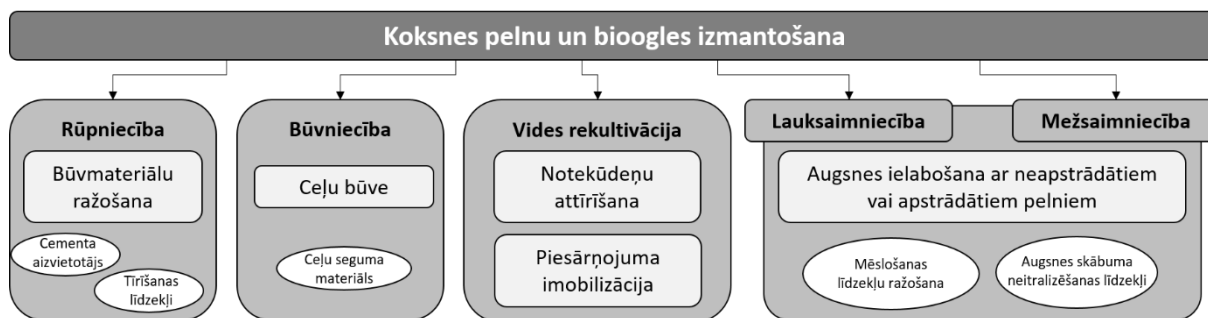 Koksnes pelnu un bioogles izmantošana
Rūpniecība
Būvmateriālu
ražošana
Cementa
aizvietotājs
Tīrīšanas
līdzekļi
Būvniecība
Ceļu būve
Ceļu seguma
materiāls
Vides rekultivācija
Notekūdeņu
attīrīšana
Piesārņojuma
imobilizācija
Lauksaimniecība
Mežsaimniecība
Augsnes ielabošana ar neapstrādātiem
vai apstrādātiem pelniem
Mēslošanas
līdzekļu ražošana
Augsnes skābuma
neitralizēšanas līdzekļi